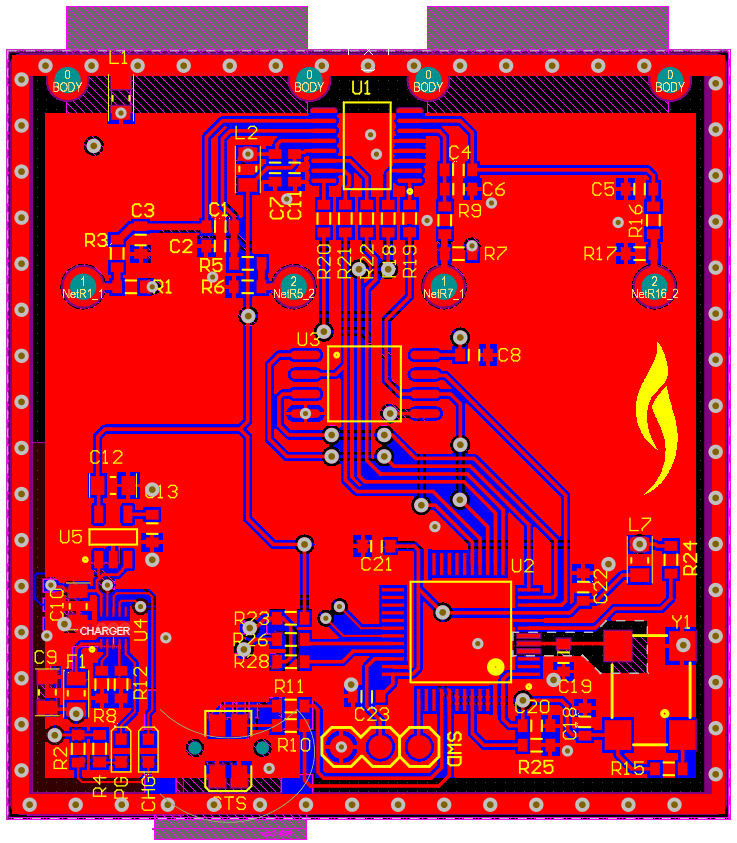 L1
0
BODY
0
BODY
0
BODY
0
BODY
U1
L2
C4
C6
C5
C7
C11
C3
C1
R9
R16
R3
C2
R5
R7
R17
R20
R21
R22
R19
R6
R1
1
NetR1_1
2
NetR5_2
1
NetR7_1
2
NetR16_2
U3
C8
C12
C13
U5
L7
C21
U2
R24
C22
C10
U4
CHARGER
R23
R26
R28
Y1
C9
F1
R12
C19
R11
R8
C23
C20
C18
R10
R2
R4
PG
CHG
SWD
R25
R15
CTS